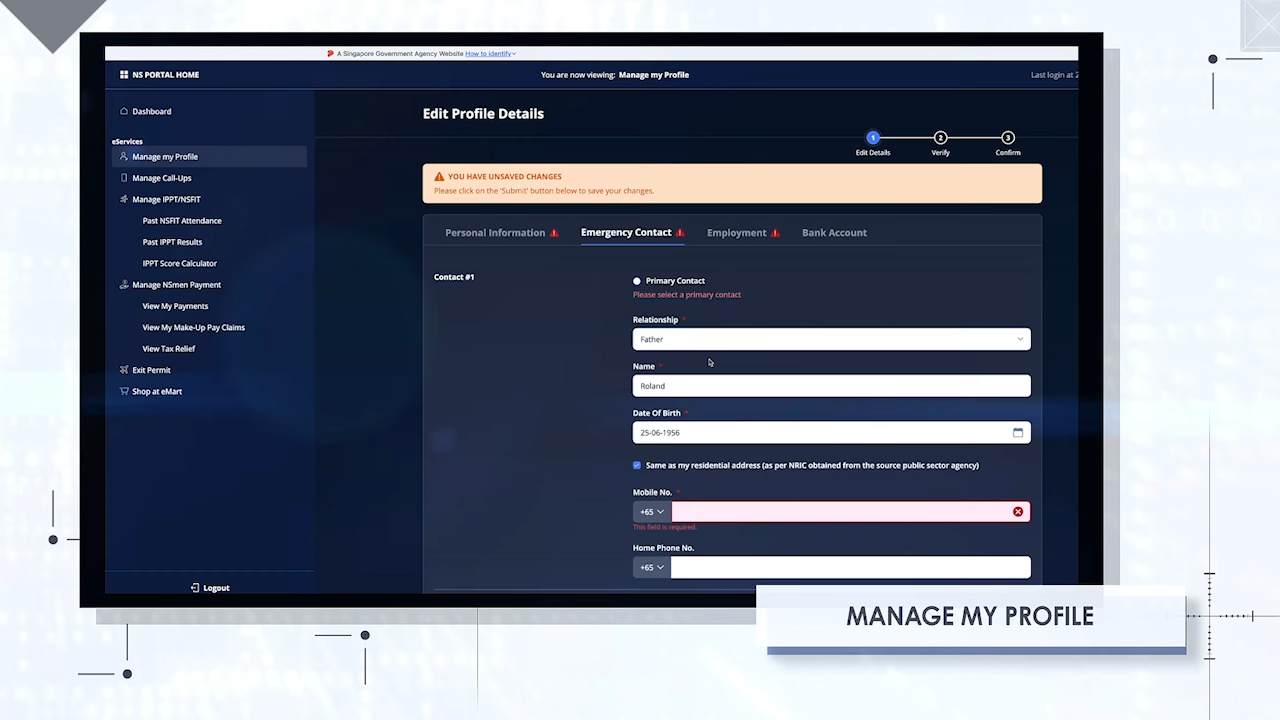 A Singapore Government Agency Website How to identify
NS PORTAL HOME
You are now viewing: Manage my Profile
Last login at 2
Dashboard
eServices
Manage my Profile
Manage Call-Ups
Manage IPPT/NSFIT
Past NSFIT Attendance
Past IPPT Results
IPPT Score Calculator
Manage NSmen Payment
View My Payments
View My Make-Up Pay Claims
View Tax Relief
Exit Permit
Shop at eMart
Logout
Edit Profile Details
1 2 3
Edit Details Verify Confirm
YOU HAVE UNSAVED CHANGES
Please click on the 'Submit' button below to save your changes.
Personal Information Emergency Contact Employment Bank Account
Contact #1
Primary Contact
Please select a primary contact
Relationship *
Father
Name *
Roland
Date Of Birth *
25-06-1956
Same as my residential address (as per NRIC obtained from the source public sector agency)
Mobile No. *
+65
This field is required.
Home Phone No.
+65
MANAGE MY PROFILE